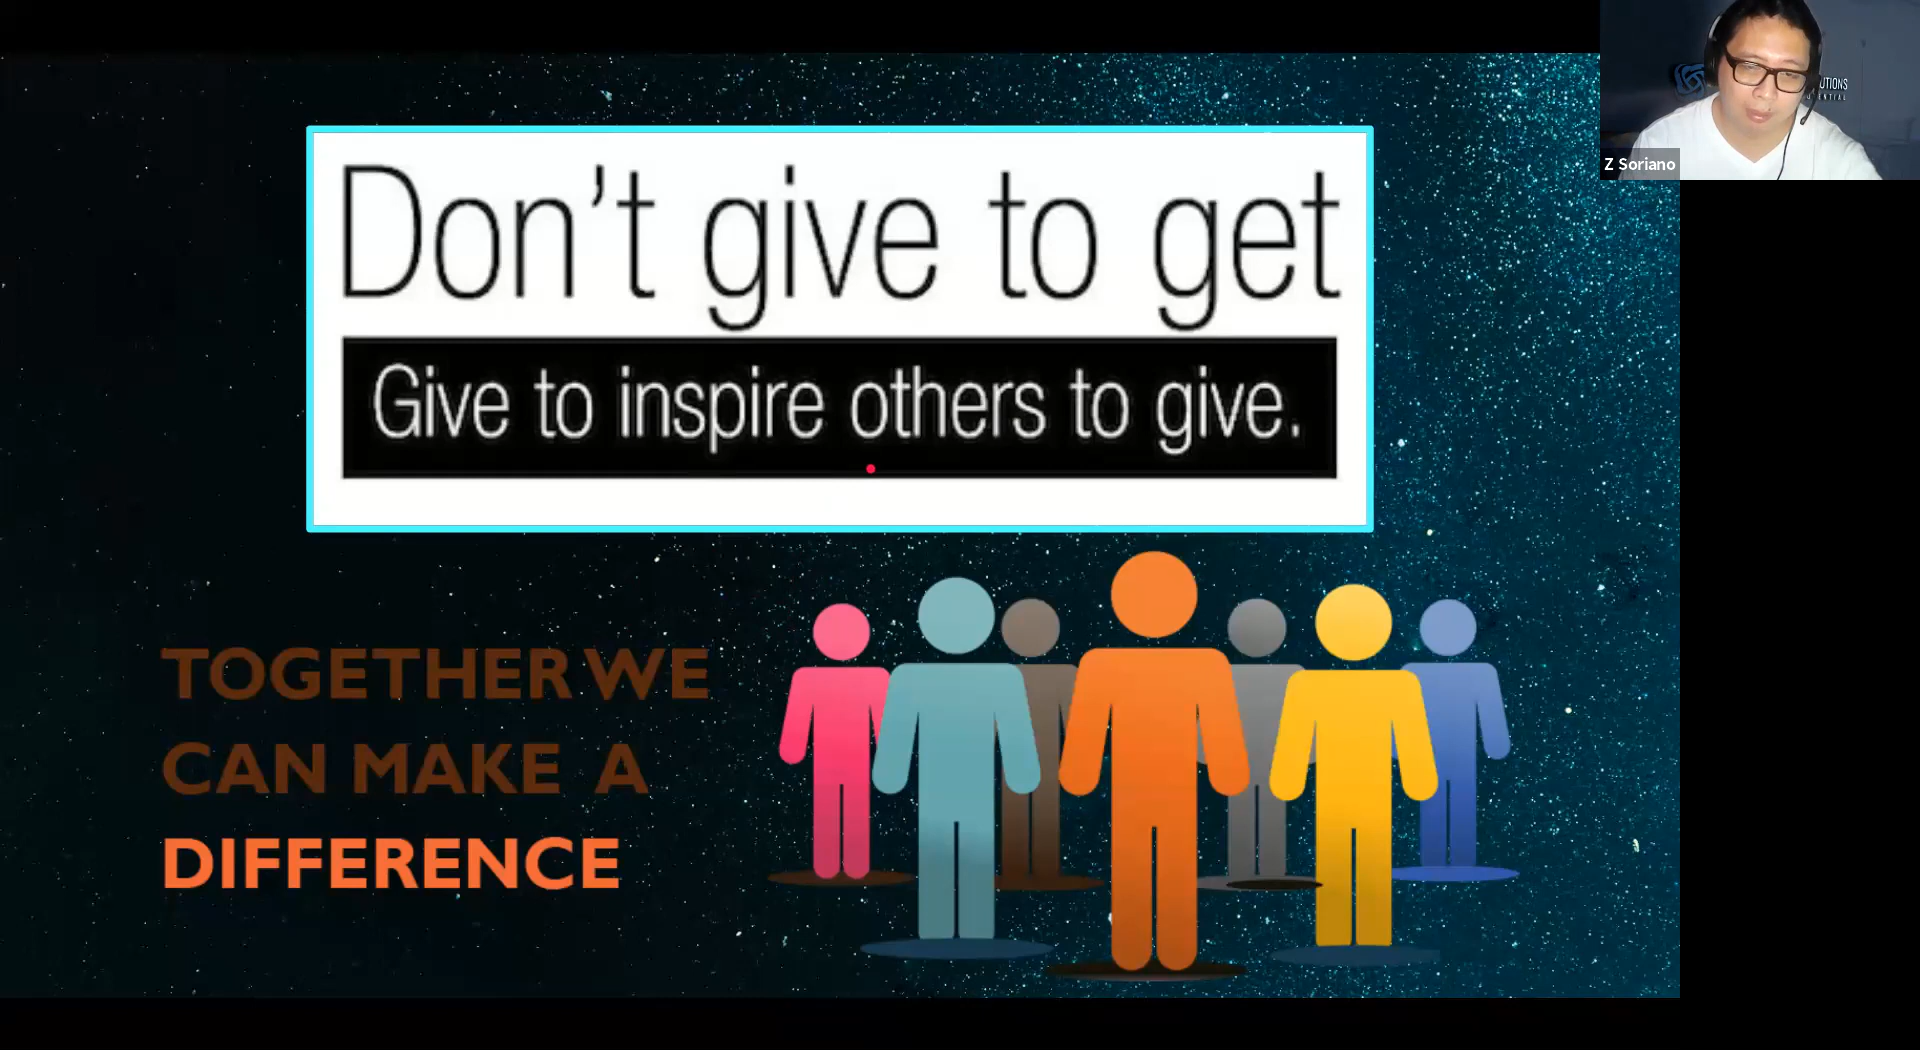 Don't give to get
Give to inspire others to give.
TOGETHER WE
CAN MAKE A
DIFFERENCE
Z Soriano